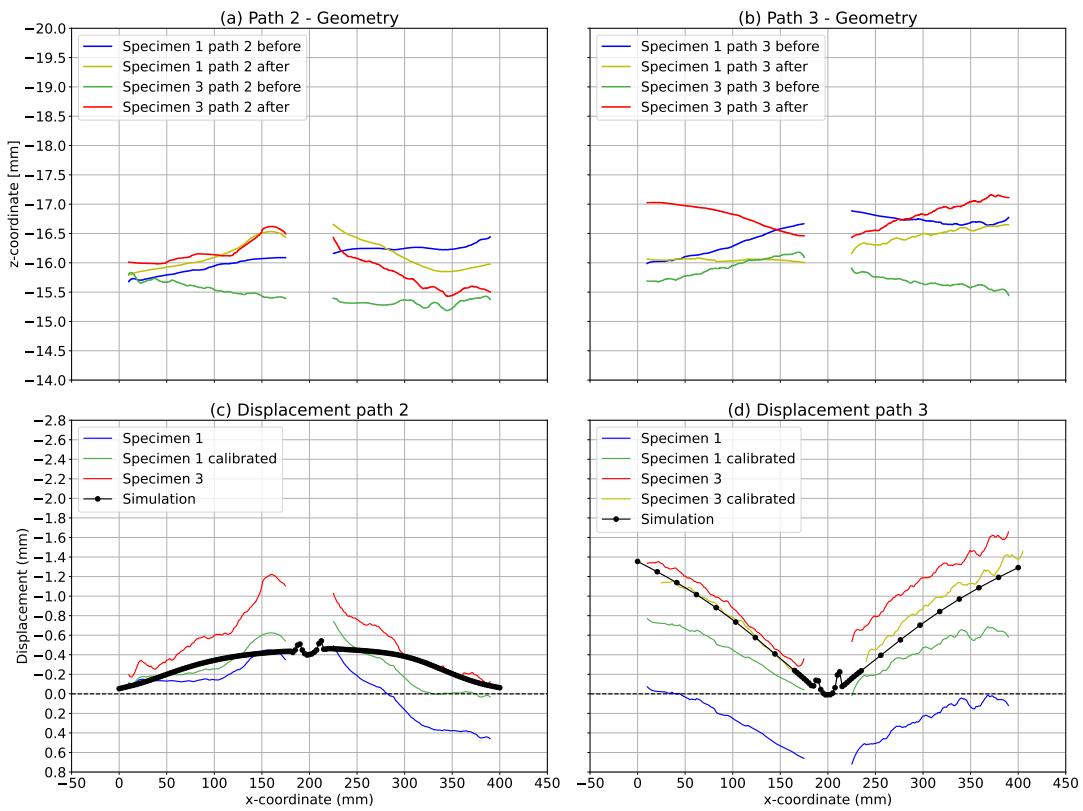 (a) Path 2 - Geometry
(b) Path 3 - Geometry
−20.0
−19.5
−19.0
−18.5
−18.0
−17.5
−17.0
−16.5
−16.0
−15.5
−15.0
−14.5
−14.0
z-coordinate [mm]
Specimen 1 path 2 before
Specimen 1 path 2 after
Specimen 3 path 2 before
Specimen 3 path 2 after
Specimen 1 path 3 before
Specimen 1 path 3 after
Specimen 3 path 3 before
Specimen 3 path 3 after
(c) Displacement path 2
(d) Displacement path 3
−2.8
−2.6
−2.4
−2.2
−2.0
−1.8
−1.6
−1.4
−1.2
−1.0
−0.8
−0.6
−0.4
−0.2
0.0
0.2
0.4
0.6
0.8
Displacement (mm)
Specimen 1
Specimen 1 calibrated
Specimen 3
Simulation
Specimen 1
Specimen 1 calibrated
Specimen 3
Specimen 3 calibrated
Simulation
−50 0 50 100 150 200 250 300 350 400 450
−50 0 50 100 150 200 250 300 350 400 450
x-coordinate (mm)
x-coordinate (mm)